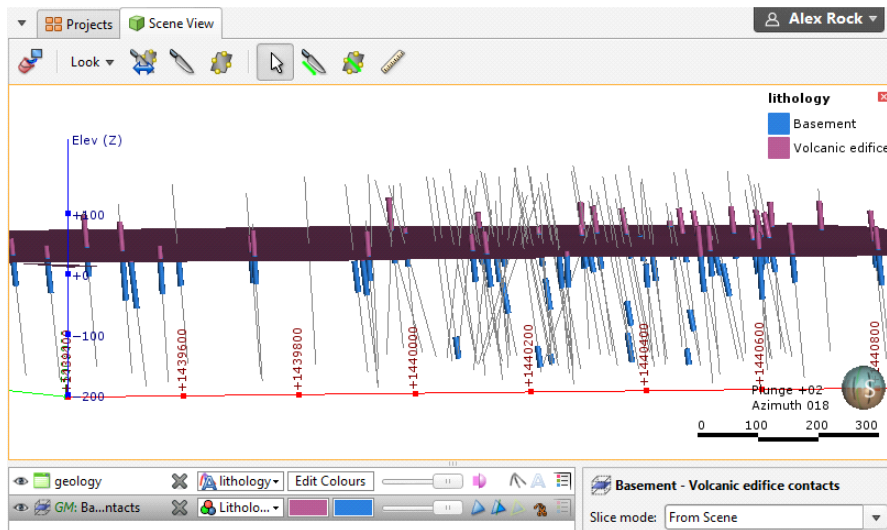 Projects
Scene View
Alex Rock
Look
lithology
Basement
Volcanic edifice
Elev (Z)
+100
+0
-100
-200
+1439600
+1439800
+1440000
+1440200
+1440400
+1440600
+1440800
Plunge +02
Azimuth 018
S
0 100 200 300
geology
lithology
Edit Colours
GM: Ba...ntacts
Litholo...
Basement - Volcanic edifice contacts
Slice mode: From Scene